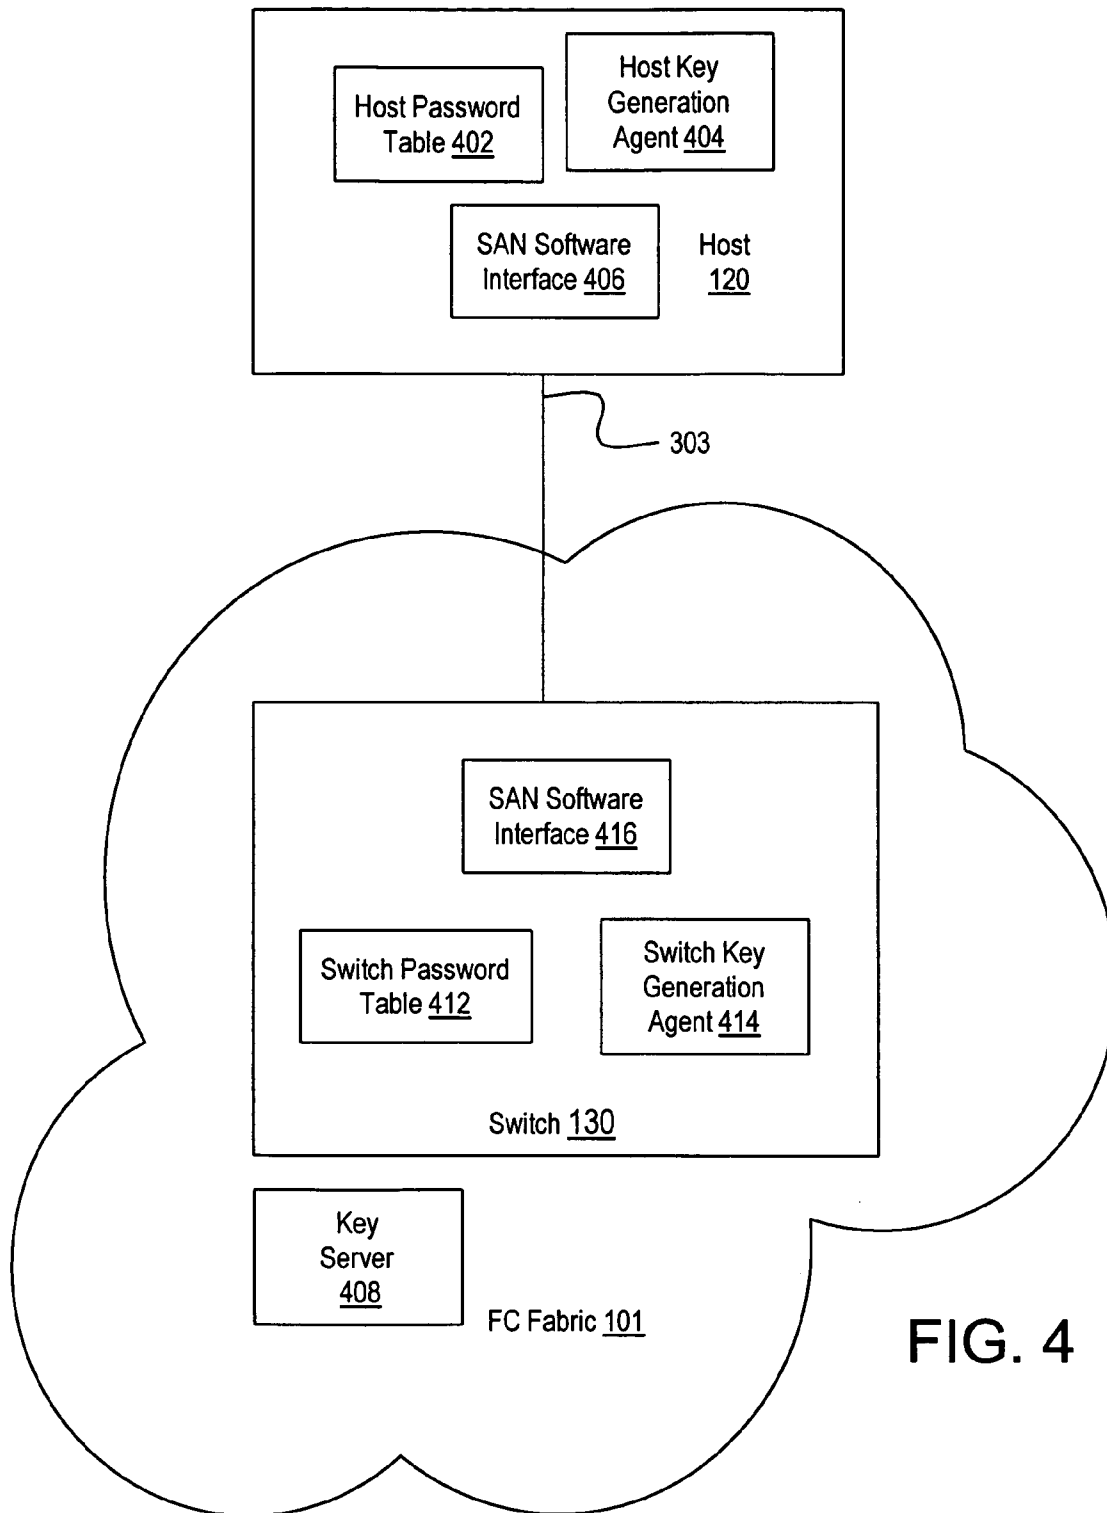 Host Password
Table 402
Host Key
Generation
Agent 404
SAN Software
Interface 406
Host
120
303
SAN Software
Interface 416
Switch Password
Table 412
Switch Key
Generation
Agent 414
Switch 130
Key
Server
408
FC Fabric 101
FIG. 4